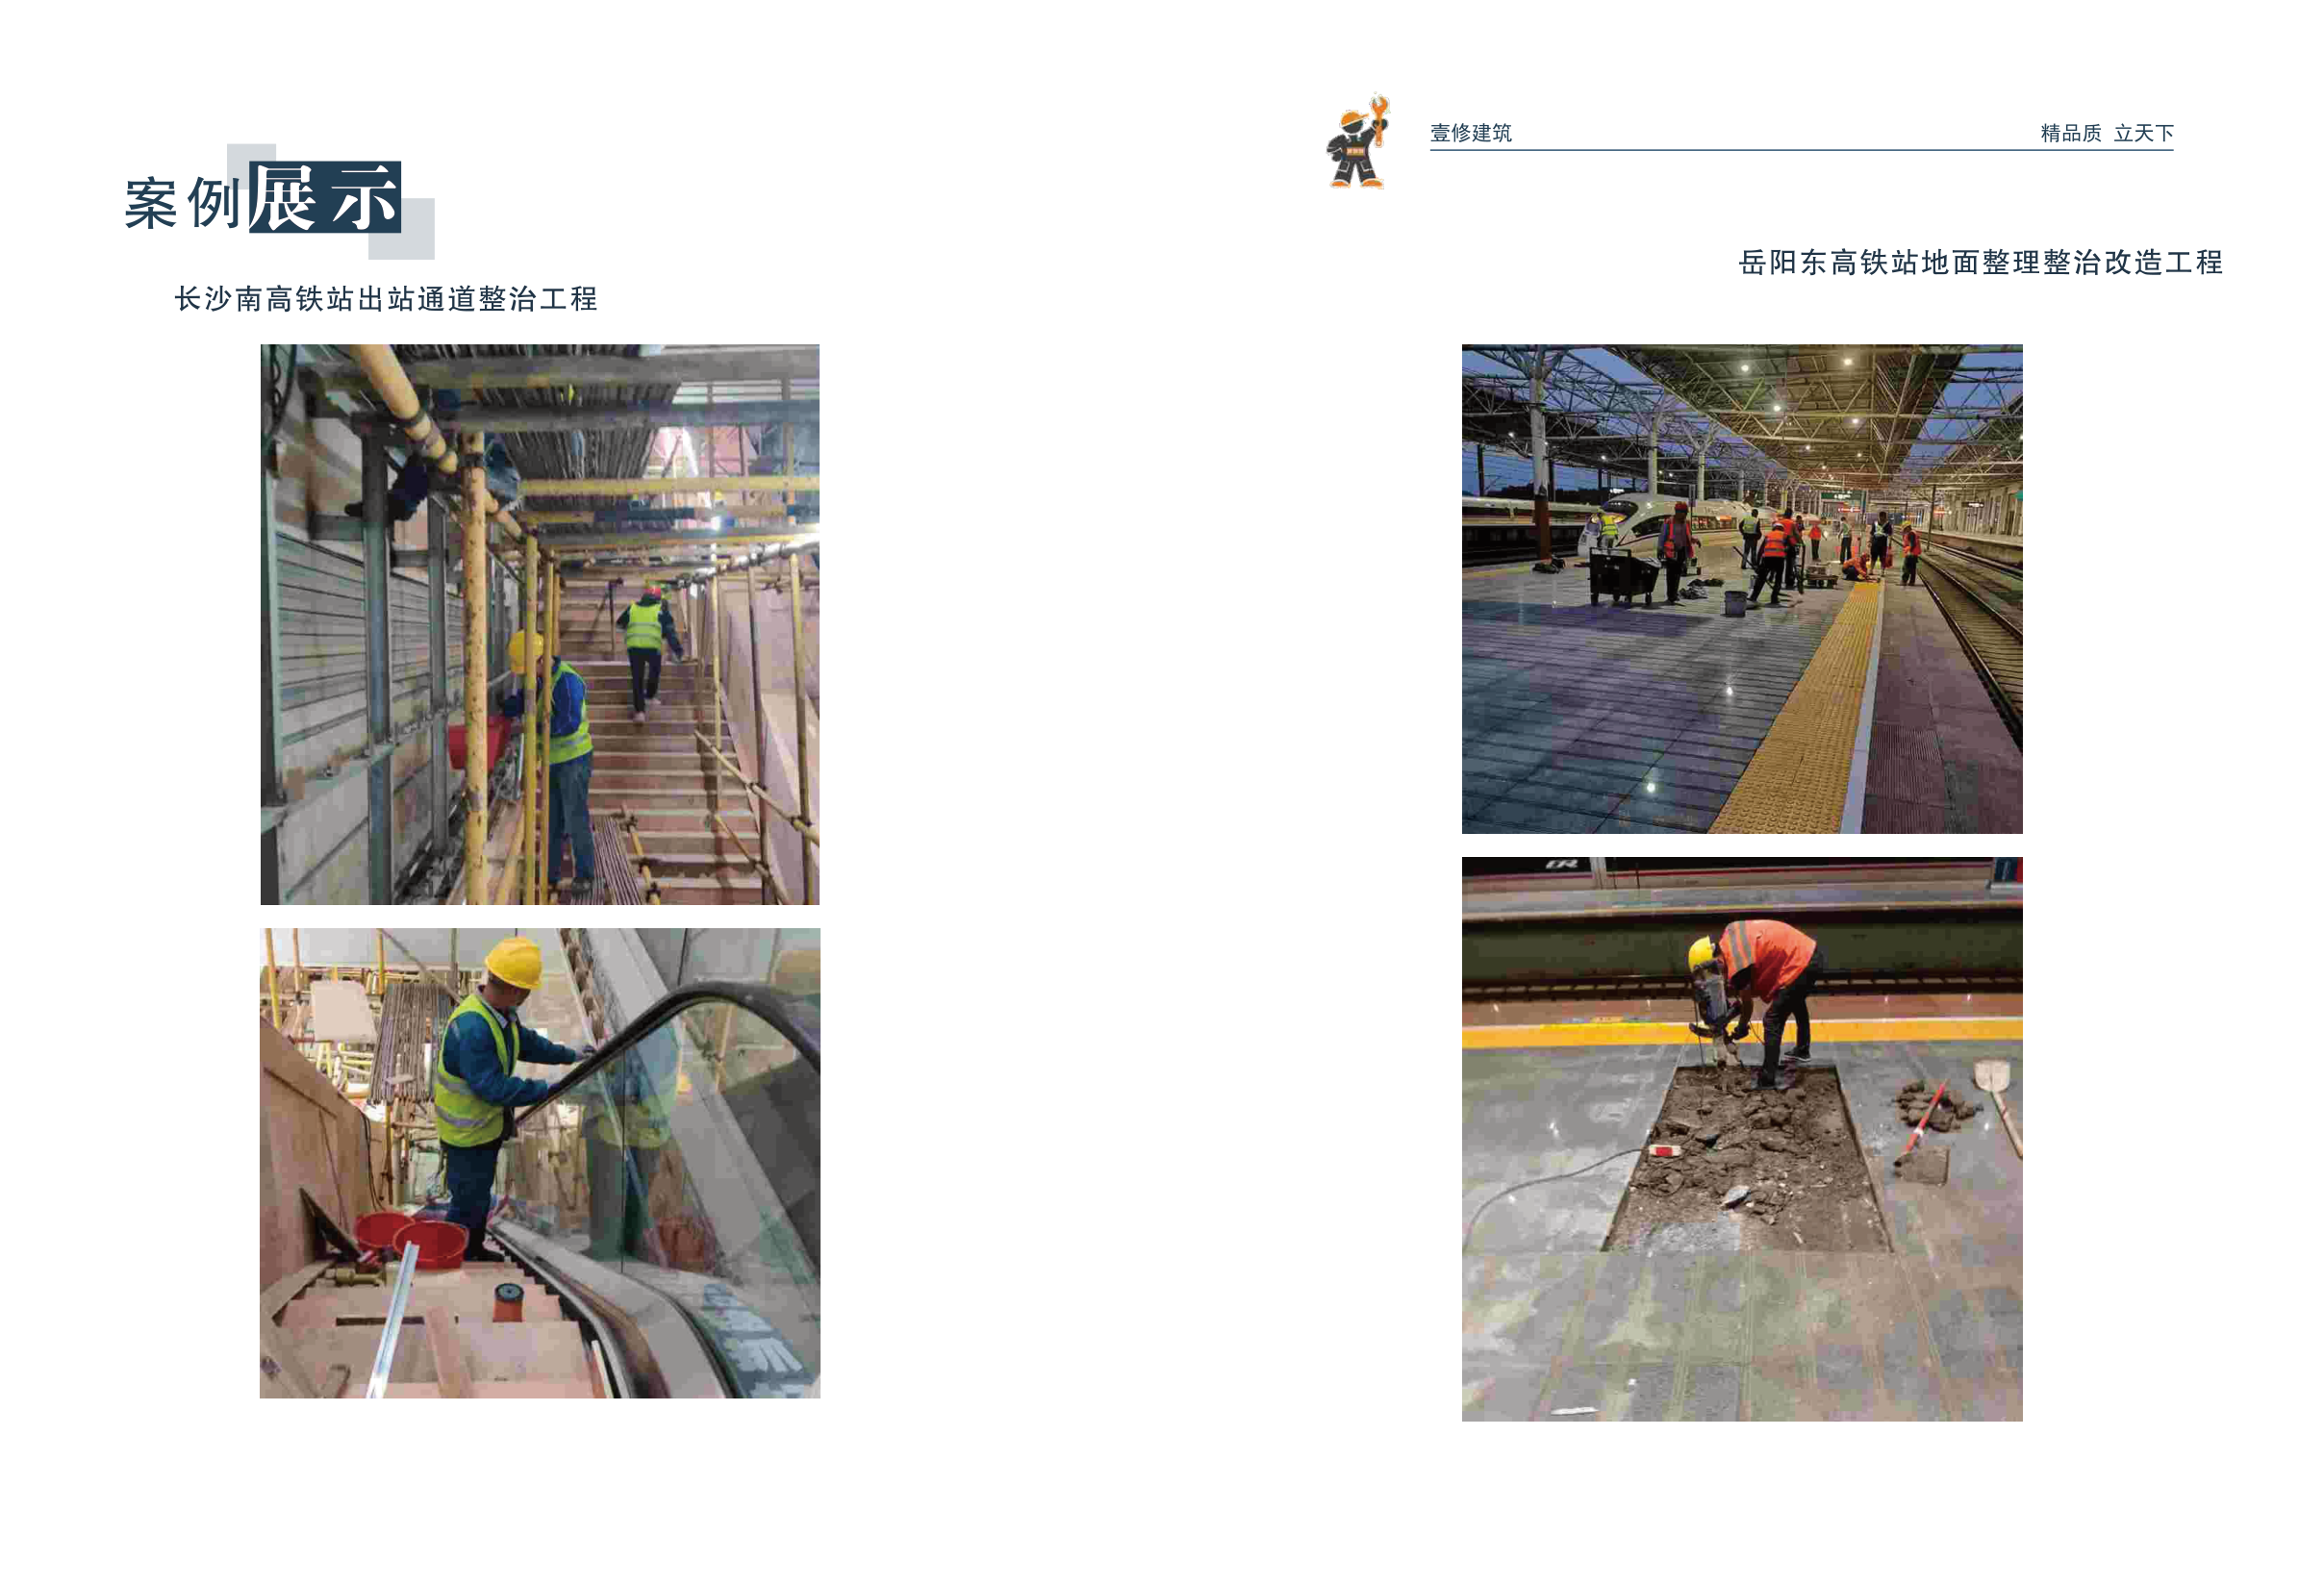 案例展示
长沙南高铁站出站通道整治工程
壹修建筑
精品质 立天下
岳阳东高铁站地面整理整治改造工程
CR